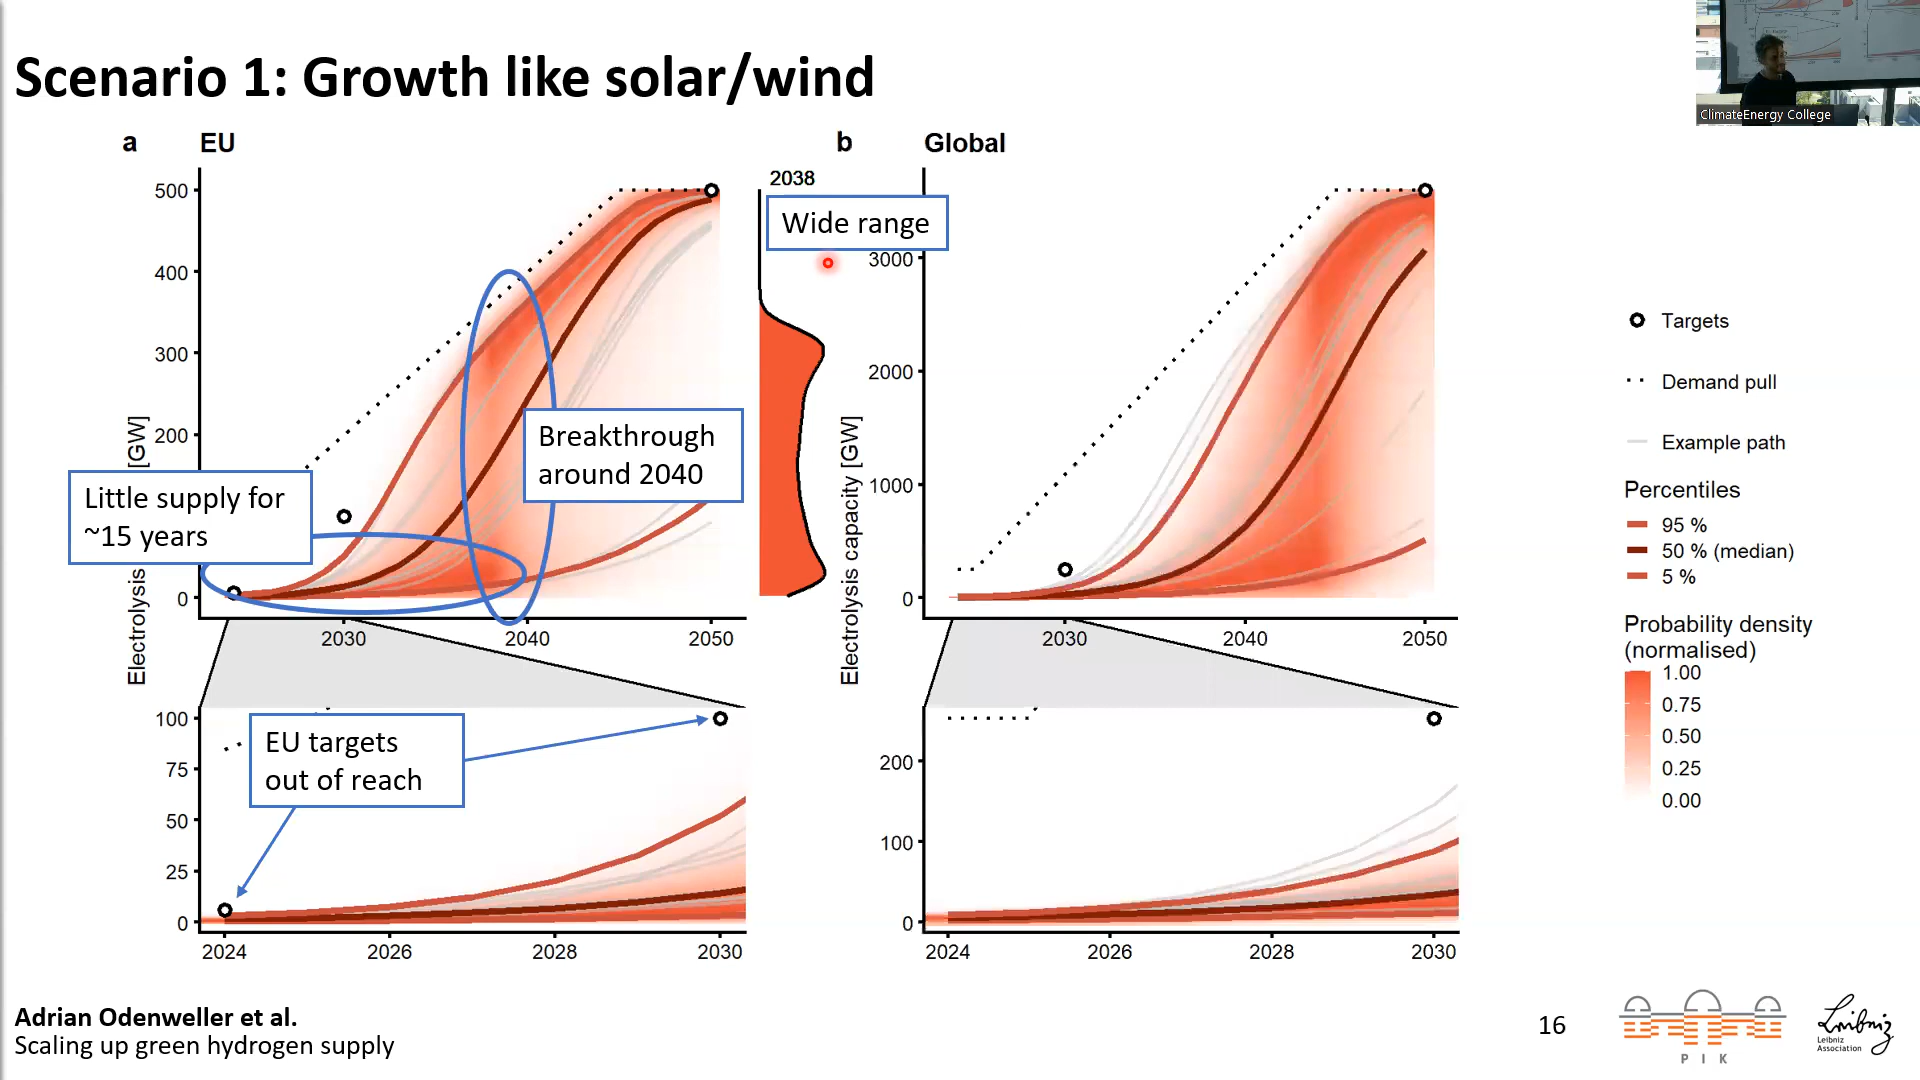 Scenario 1: Growth like solar/wind
ClimateEnergy College
a
EU
b
Global
2038
Wide range
500
400
300
200
0
Electrolysis
[GW]
Little supply for
~15 years
Breakthrough
around 2040
2030
2040
2050
3000
2000
1000
0
Electrolysis capacity [GW]
2030
2040
2050
100
75
50
25
0
EU targets
out of reach
2024
2026
2028
2030
200
100
0
2024
2026
2028
2030
Targets
Demand pull
Example path
Percentiles
95 %
50 % (median)
5 %
Probability density
(normalised)
1.00
0.75
0.50
0.25
0.00
Adrian Odenweller et al.
Scaling up green hydrogen supply
16
P I K
Leibniz
Leibniz
Association